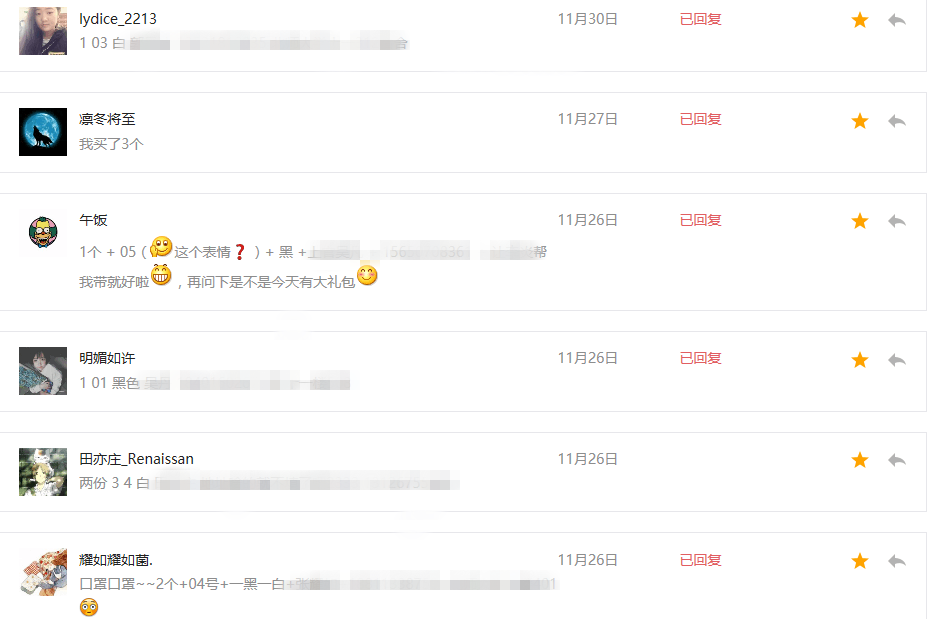 lydice_2213 11月30日 已回复
1 03 白
凛冬将至 11月27日 已回复
我买了3个
午饭 11月26日 已回复
1个 + 05 ( 这个表情❓ ) + 黑 + 帮
我带就好啦 ，再问下是不是今天有大礼包
明媚如许 11月26日 已回复
1 01 黑色
田亦庄_Renaissan 11月26日
两份 3 4 白
耀如耀如菌. 11月26日 已回复
口罩口罩~~2个+04号+一黑一白+